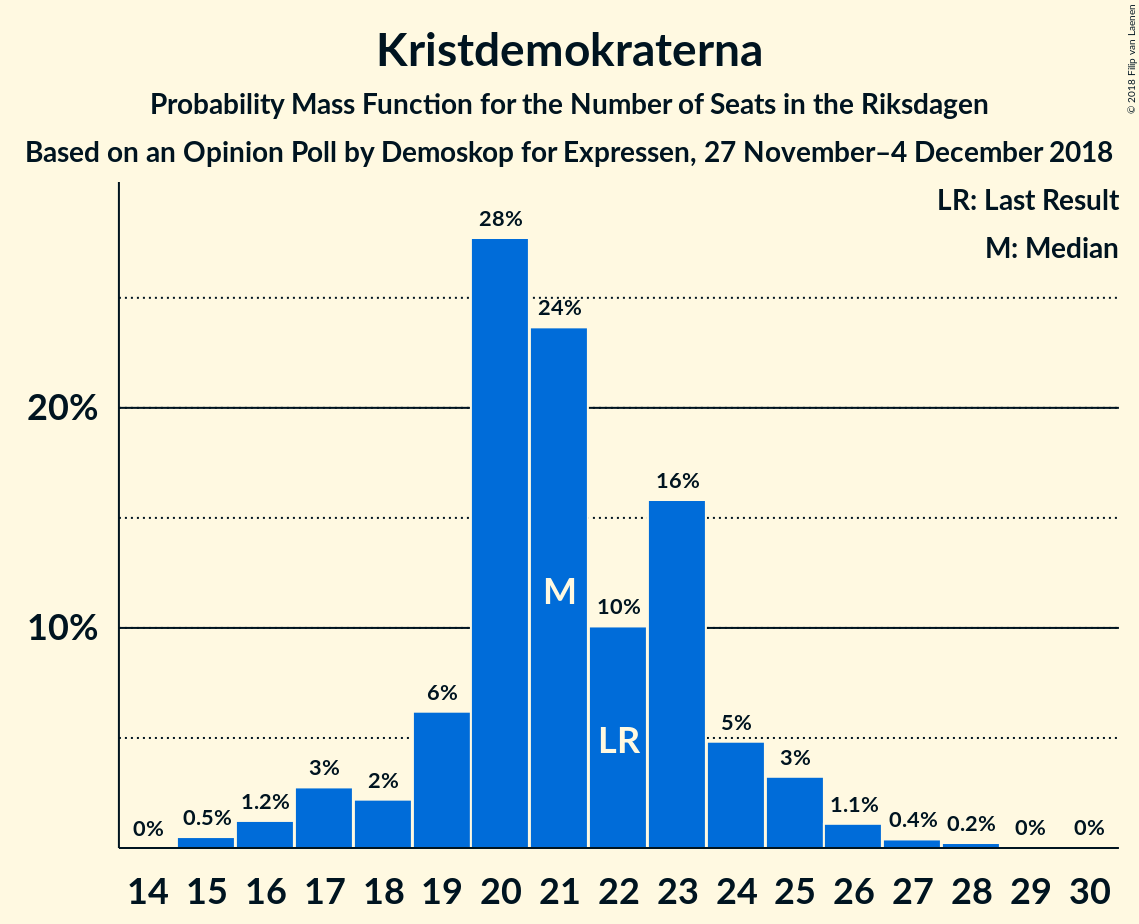 Kristdemokraterna
Probability Mass Function for the Number of Seats in the Riksdagen
Based on an Opinion Poll by Demoskop for Expressen, 27 November–4 December 2018
© 2018 Filip van Laenen
LR: Last Result
M: Median
28%
24%
20%
16%
M
10%
10%
6%
LR
5%
3%
2%
3%
0%
0.5%
1.2%
1.1%
0.4%
0.2%
0%
0%
14 15 16 17 18 19 20 21 22 23 24 25 26 27 28 29 30